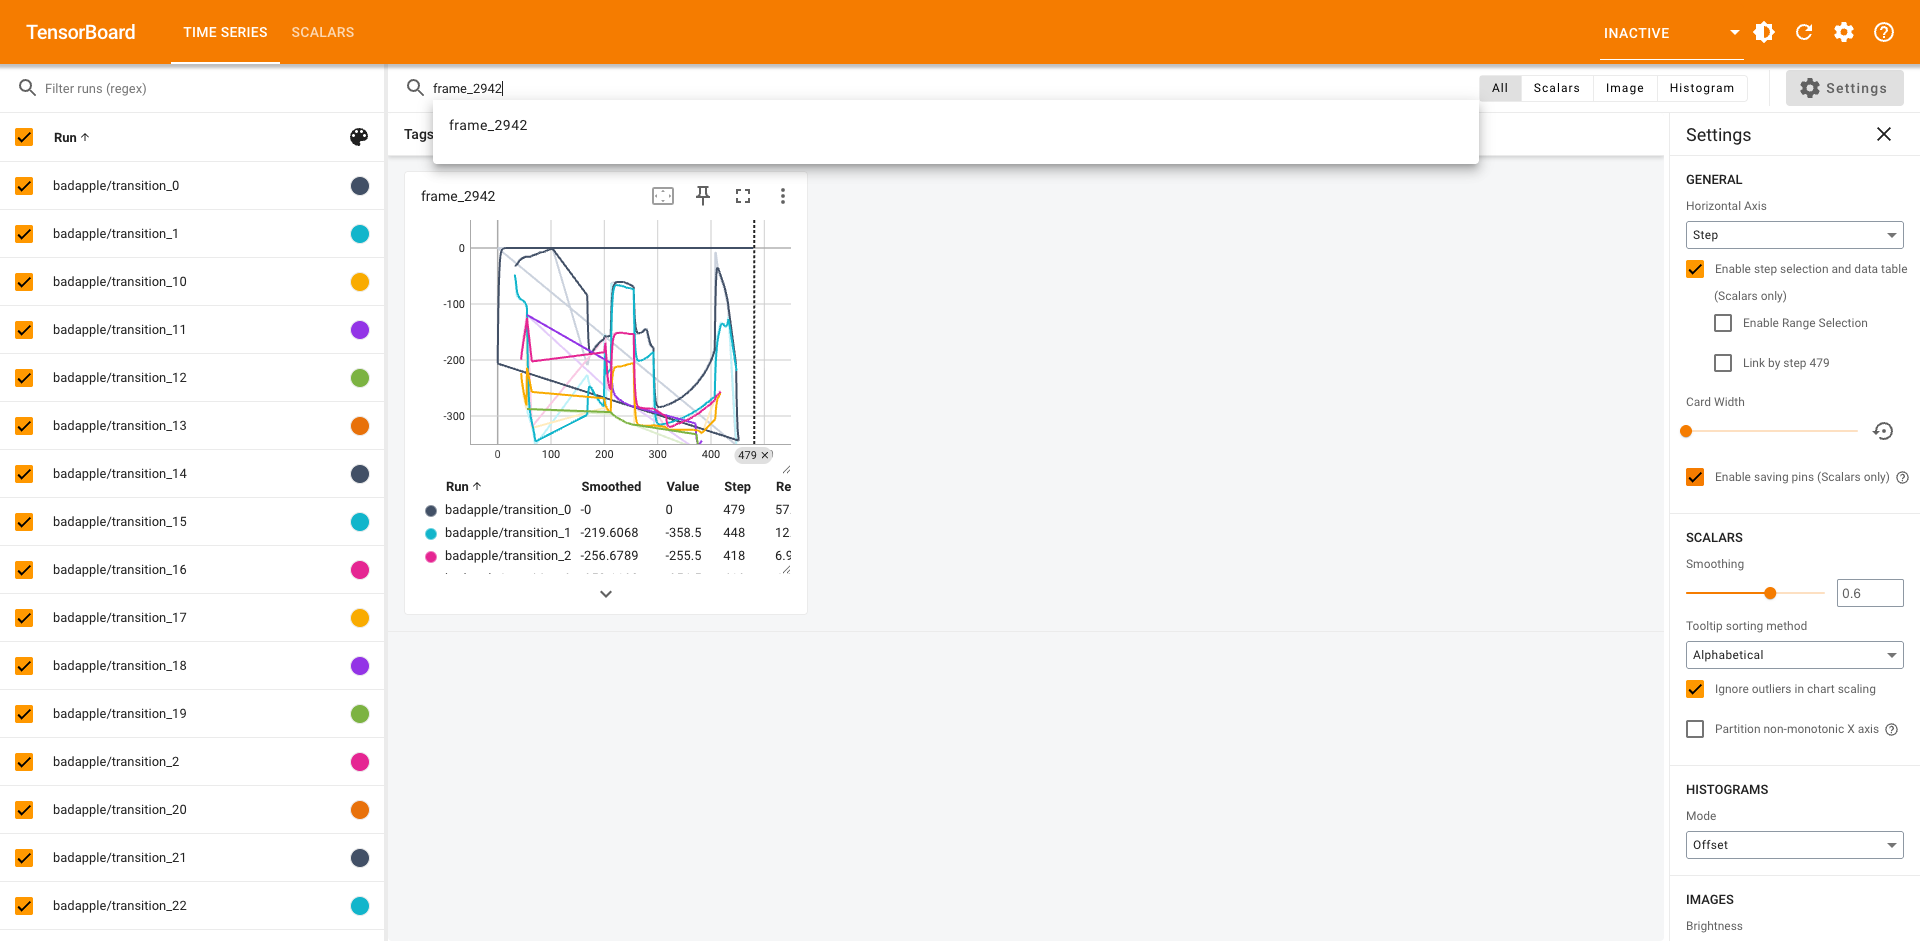 TensorBoard
TIME SERIES
SCALARS
INACTIVE
Filter runs (regex)
frame_2942
All
Scalars
Image
Histogram
Settings
frame_2942
Tags
Run
badapple/transition_0
badapple/transition_1
badapple/transition_10
badapple/transition_11
badapple/transition_12
badapple/transition_13
badapple/transition_14
badapple/transition_15
badapple/transition_16
badapple/transition_17
badapple/transition_18
badapple/transition_19
badapple/transition_2
badapple/transition_20
badapple/transition_21
badapple/transition_22
frame_2942
0
-100
-200
-300
0 100 200 300 400
479
Run Smoothed Value Step Re
badapple/transition_0 -0 0 479 57.
badapple/transition_1 -219.6068 -358.5 448 12.
badapple/transition_2 -256.6789 -255.5 418 6.9
Settings
GENERAL
Horizontal Axis
Step
Enable step selection and data table
(Scalars only)
Enable Range Selection
Link by step 479
Card Width
Enable saving pins (Scalars only)
SCALARS
Smoothing
0.6
Tooltip sorting method
Alphabetical
Ignore outliers in chart scaling
Partition non-monotonic X axis
HISTOGRAMS
Mode
Offset
IMAGES
Brightness